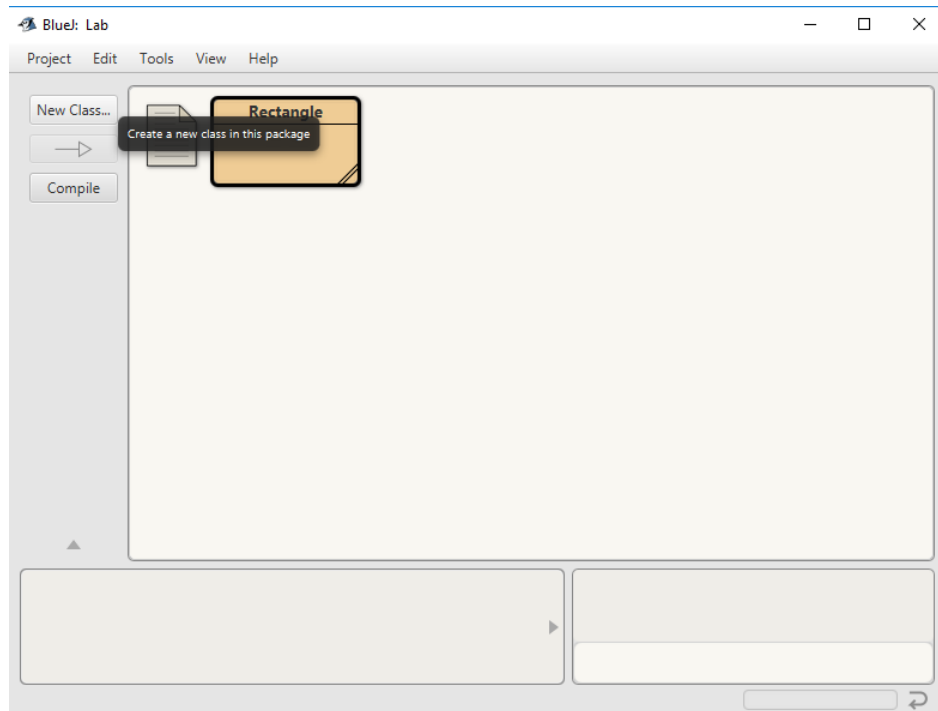 BlueJ: Lab
Project Edit Tools View Help
New Class...
Rectangle
Create a new class in this package
Compile